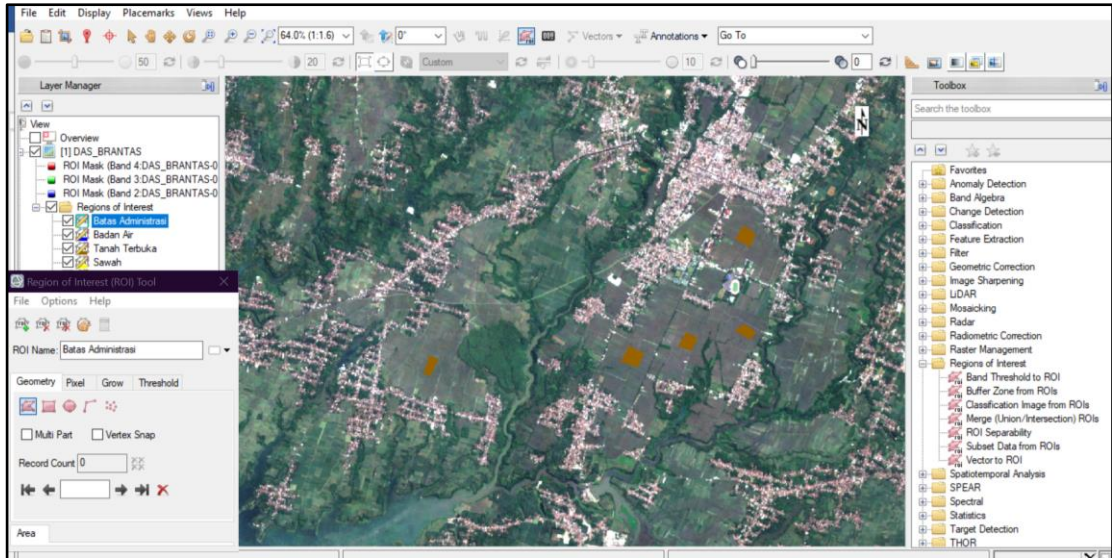 File Edit Display Placemarks Views Help
64.0% (1:1.6) 0° Vectors Annotations Go To
50 20 Custom 10 0
Layer Manager
View
Overview
[1] DAS_BRANTAS
ROI Mask (Band 4:DAS_BRANTAS-0
ROI Mask (Band 3:DAS_BRANTAS-0
ROI Mask (Band 2:DAS_BRANTAS-0
Regions of Interest
Batas Administrasi
Badan Air
Tanah Terbuka
Sawah
Region of Interest (ROI) Tool
File Options Help
ROI Name: Batas Administrasi
Geometry Pixel Grow Threshold
Multi Part Vertex Snap
Record Count 0
Area
N
Toolbox
Search the toolbox
Favorites
Anomaly Detection
Band Algebra
Change Detection
Classification
Feature Extraction
Filter
Geometric Correction
Image Sharpening
LiDAR
Mosaicking
Radar
Radiometric Correction
Raster Management
Regions of Interest
Band Threshold to ROI
Buffer Zone from ROIs
Classification Image from ROIs
Merge (Union/Intersection) ROIs
ROI Separability
Subset Data from ROIs
Vector to ROI
Spatiotemporal Analysis
SPEAR
Spectral
Statistics
Target Detection
THOR